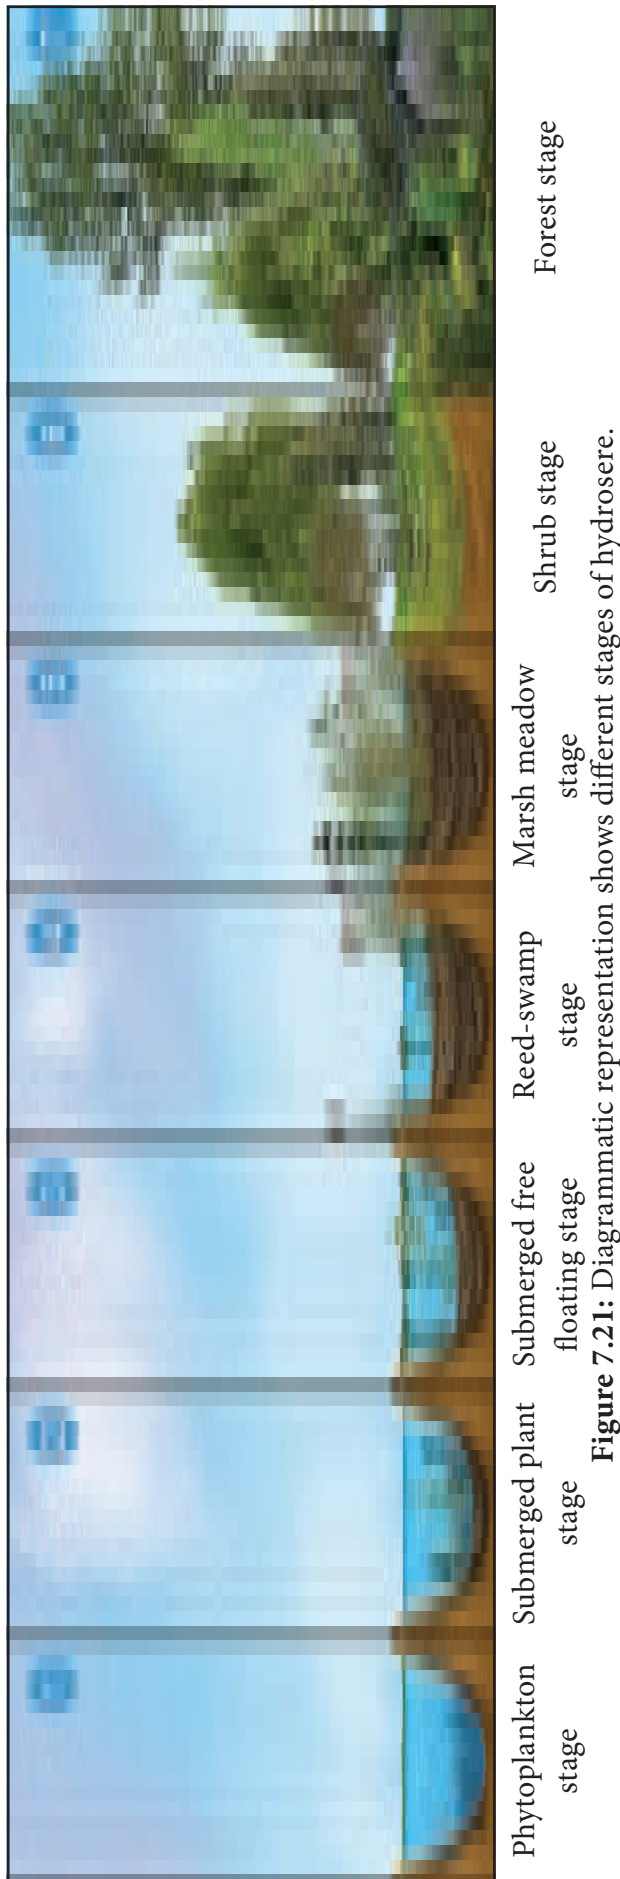 Phytoplankton
stage
Submerged plant
stage
Submerged free
floating stage
Reed-swamp
stage
Marsh meadow
stage
Shrub stage
Forest stage
Figure 7.21: Diagrammatic representation shows different stages of hydrosere.